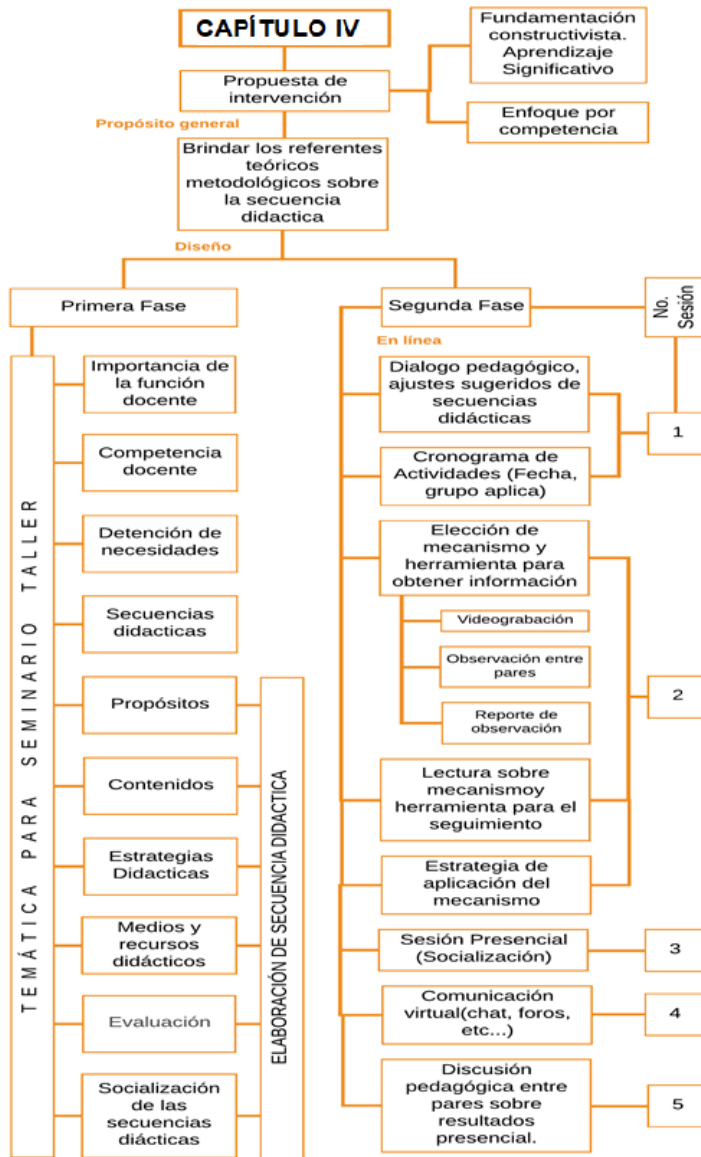 CAPÍTULO IV
Propuesta de
intervención
Fundamentación
constructivista.
Aprendizaje
Significativo
Enfoque por
competencia
Propósito general
Brindar los referentes
teóricos
metodológicos sobre
la secuencia
didactica
Diseño
Primera Fase
TEMÁTICA PARA SEMINARIO TALLER
Importancia de
la función
docente
Competencia
docente
Detención de
necesidades
Secuencias
didacticas
Propósitos
Contenidos
Estrategias
Didacticas
Medios y
recursos
didácticos
Evaluación
Socialización
de las
secuencias
diácticas
ELABORACIÓN DE SECUENCIA DIDACTICA
Segunda Fase
No.
Sesión
En línea
Dialogo pedagógico,
ajustes sugeridos de
secuencias
didácticas
Cronograma de
Actividades (Fecha,
grupo aplica)
1
Elección de
mecanismo y
herramienta para
obtener información
Videograbación
Observación entre
pares
Reporte de
observación
2
Lectura sobre
mecanismoy
herramienta para el
seguimiento
Estrategia de
aplicación del
mecanismo
Sesión Presencial
(Socialización)
3
Comunicación
virtual(chat, foros,
etc...)
4
Discusión
pedagógica entre
pares sobre
resultados
presencial.
5